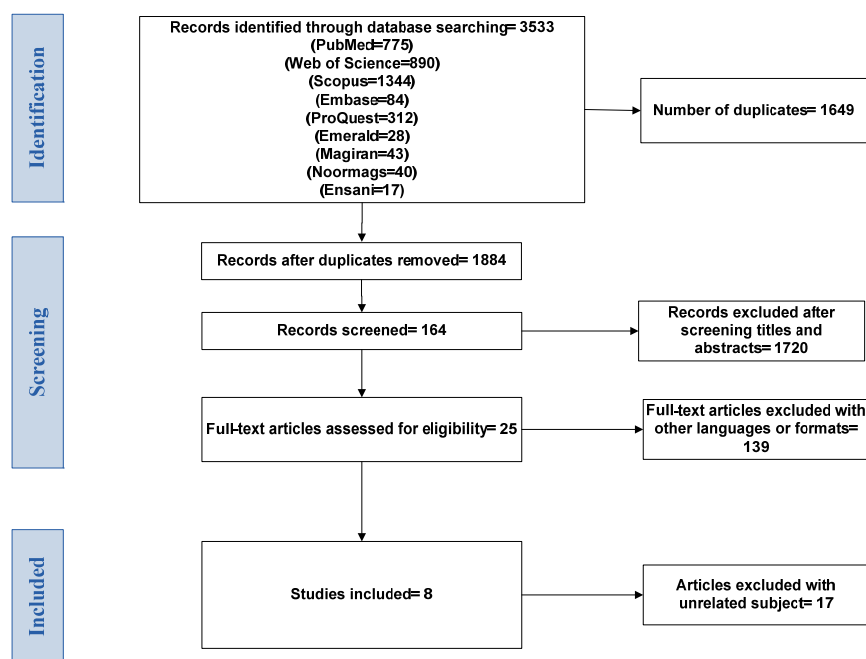 Identification
Records identified through database searching= 3533
(PubMed=775)
(Web of Science=890)
(Scopus=1344)
(Embase=84)
(ProQuest=312)
(Emerald=28)
(Magiran=43)
(Noormags=40)
(Ensani=17)
Number of duplicates= 1649
Screening
Records after duplicates removed= 1884
Records screened= 164
Records excluded after
screening titles and
abstracts= 1720
Full-text articles assessed for eligibility= 25
Full-text articles excluded with
other languages or formats=
139
Included
Studies included= 8
Articles excluded with
unrelated subject= 17